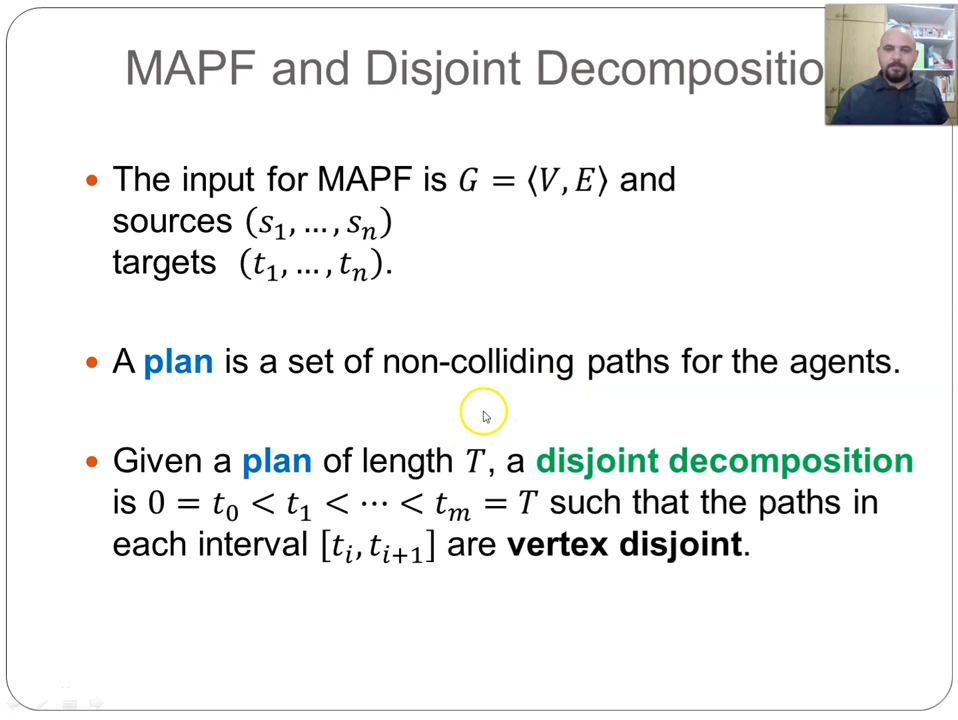 MAPF and Disjoint Decompositio
• The input for MAPF is 𝐺 = ⟨𝑉, 𝐸⟩ and
sources (𝑠₁, … , 𝑠ₙ)
targets (𝑡₁, … , 𝑡ₙ).
• A plan is a set of non-colliding paths for the agents.
• Given a plan of length 𝑇, a disjoint decomposition
is 0 = 𝑡₀ < 𝑡₁ < ⋯ < 𝑡ₘ = 𝑇 such that the paths in
each interval [𝑡ᵢ, 𝑡ᵢ₊₁] are vertex disjoint.